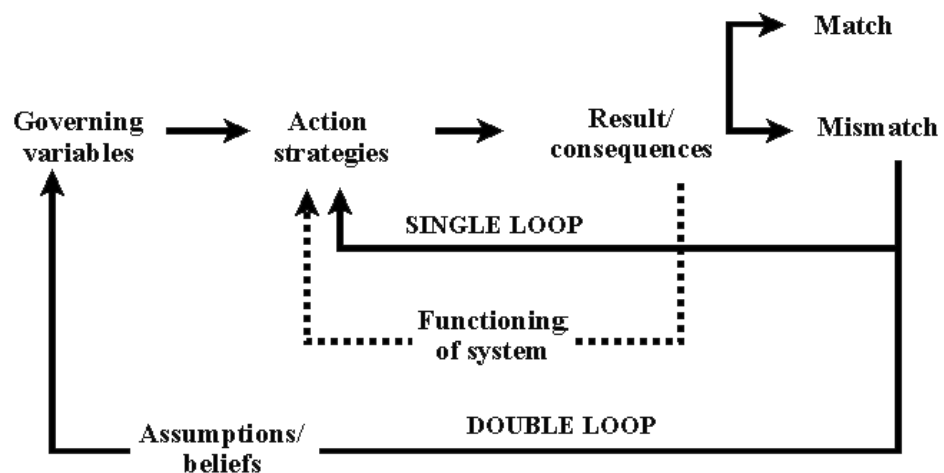 Match
Governing
variables
Action
strategies
Result/
consequences
Mismatch
SINGLE LOOP
Functioning
of system
Assumptions/
beliefs
DOUBLE LOOP